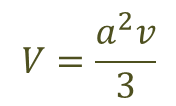 V = a²v / 3